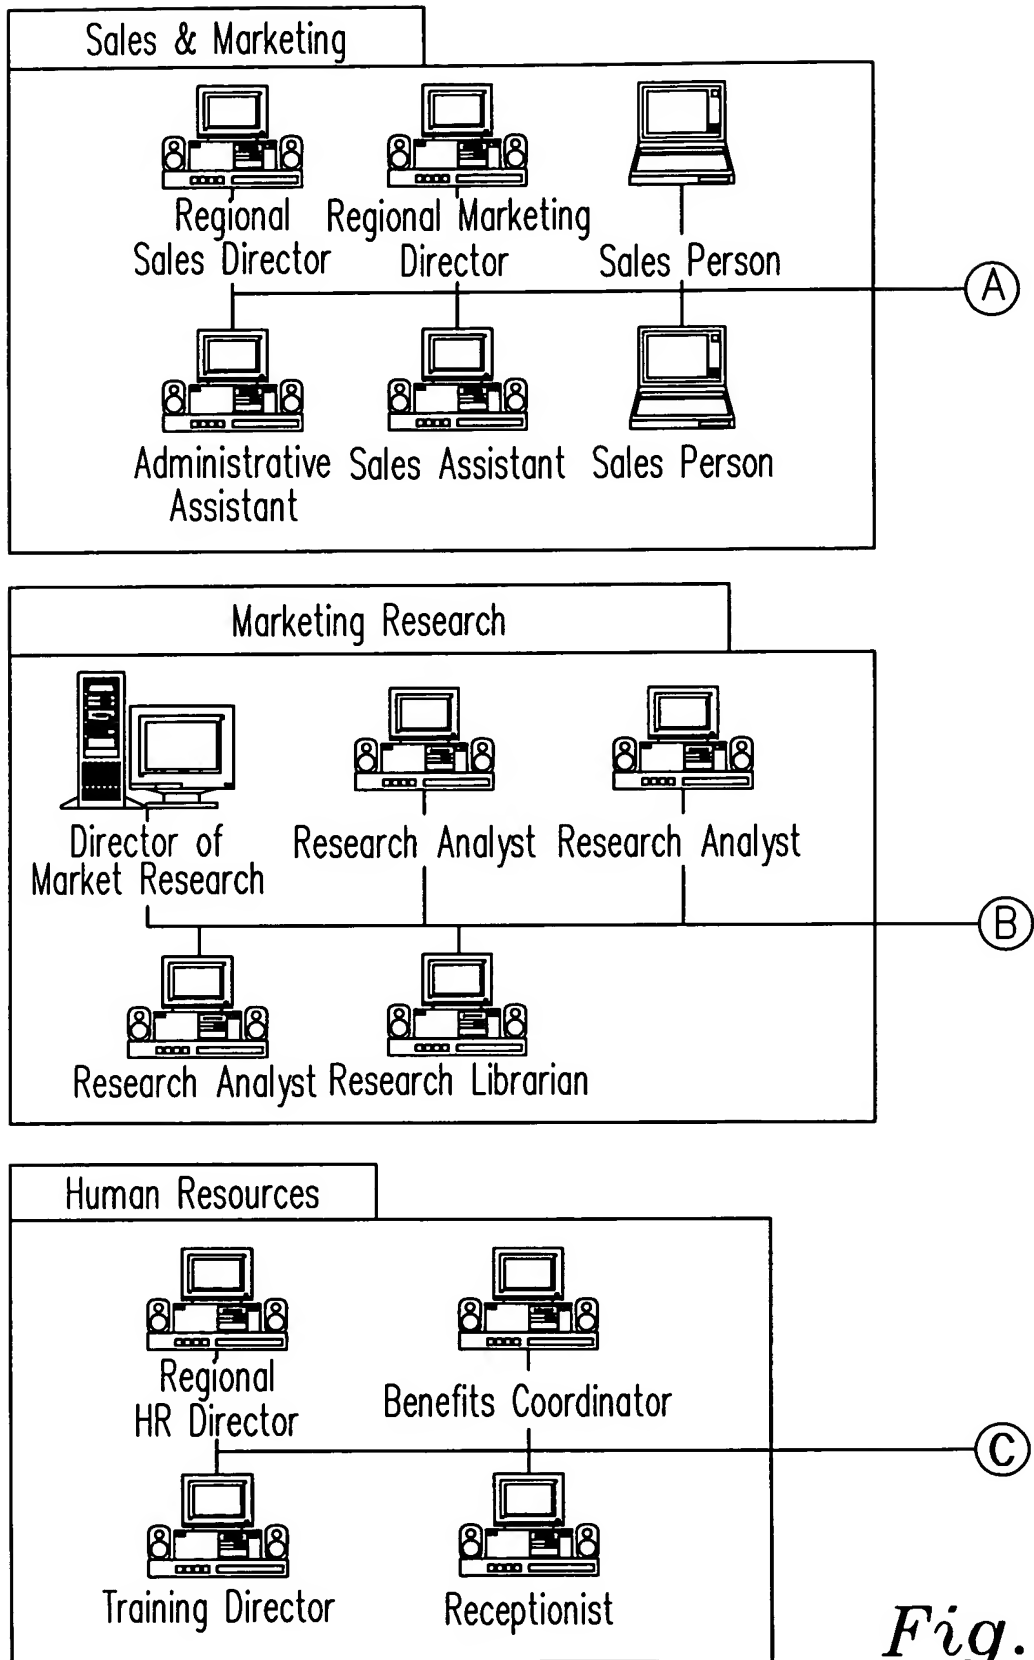 Sales & Marketing
Regional
Sales Director
Regional Marketing
Director
Sales Person
A
Administrative
Assistant
Sales Assistant
Sales Person
Marketing Research
Director of
Market Research
Research Analyst
Research Analyst
B
Research Analyst
Research Librarian
Human Resources
Regional
HR Director
Benefits Coordinator
C
Training Director
Receptionist
Fig.